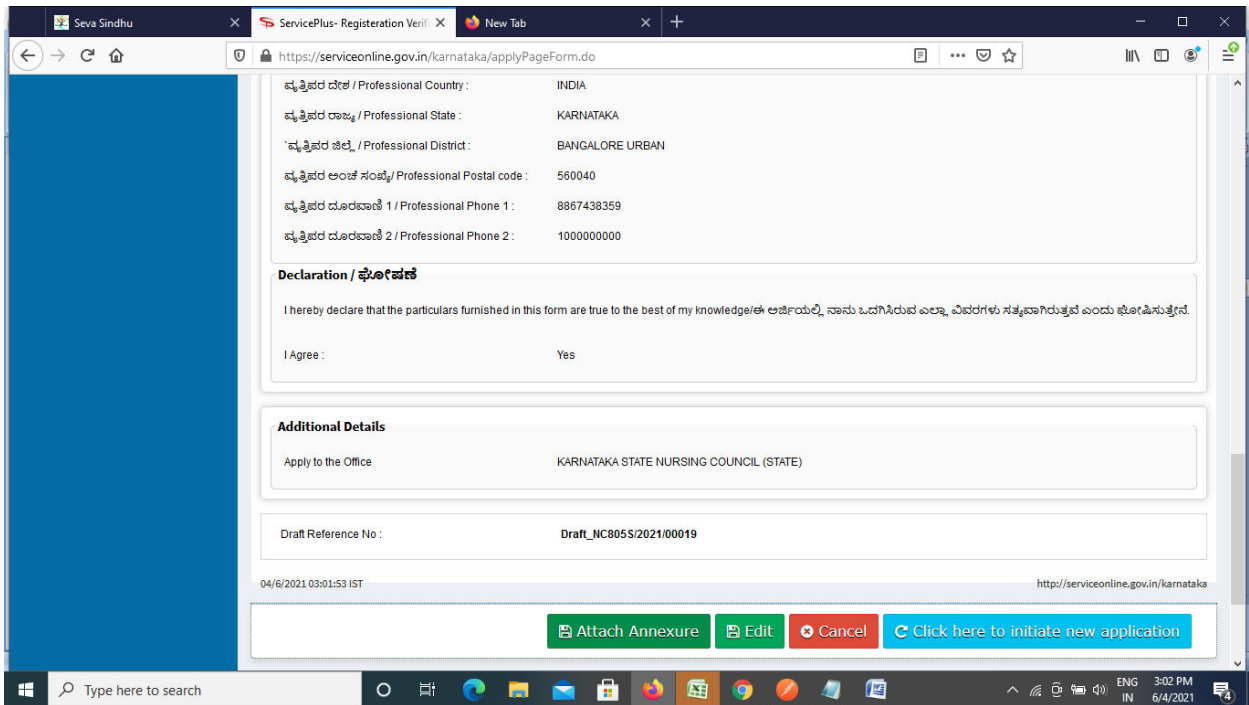 Seva Sindhu
ServicePlus- Registeration Verifi
New Tab
https://serviceonline.gov.in/karnataka/applyPageForm.do
ವೃತ್ತಿಪರ ದೇಶ / Professional Country : INDIA
ವೃತ್ತಿಪರ ರಾಜ್ಯ / Professional State : KARNATAKA
`ವೃತ್ತಿಪರ ಜಿಲ್ಲೆ / Professional District : BANGALORE URBAN
ವೃತ್ತಿಪರ ಅಂಚೆ ಸಂಖ್ಯೆ/ Professional Postal code : 560040
ವೃತ್ತಿಪರ ದೂರವಾಣಿ 1 / Professional Phone 1 : 8867438359
ವೃತ್ತಿಪರ ದೂರವಾಣಿ 2 / Professional Phone 2 : 1000000000
Declaration / ಘೋಷಣೆ
I hereby declare that the particulars furnished in this form are true to the best of my knowledge/ಈ ಅರ್ಜಿಯಲ್ಲಿ ನಾನು ಒದಗಿಸಿರುವ ಎಲ್ಲಾ ವಿವರಗಳು ಸತ್ಯವಾಗಿರುತ್ತವೆ ಎಂದು ಘೋಷಿಸುತ್ತೇನೆ.
I Agree : Yes
Additional Details
Apply to the Office KARNATAKA STATE NURSING COUNCIL (STATE)
Draft Reference No : Draft_NC805S/2021/00019
04/6/2021 03:01:53 IST http://serviceonline.gov.in/karnataka
Attach Annexure Edit Cancel Click here to initiate new application
Type here to search
ENG 3:02 PM
IN 6/4/2021
4